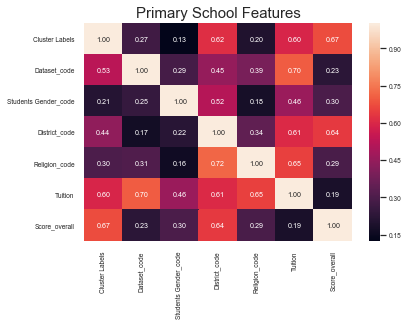 Primary School Features
Cluster Labels 1.00 0.27 0.13 0.62 0.20 0.60 0.67
Dataset_code 0.53 1.00 0.29 0.45 0.39 0.70 0.23
Students Gender_code 0.21 0.25 1.00 0.52 0.18 0.46 0.30
District_code 0.44 0.17 0.22 1.00 0.34 0.61 0.64
Religion_code 0.30 0.31 0.16 0.72 1.00 0.65 0.29
Tuition 0.60 0.70 0.46 0.61 0.65 1.00 0.19
Score_overall 0.67 0.23 0.30 0.64 0.29 0.19 1.00
Cluster Labels
Dataset_code
Students Gender_code
District_code
Religion_code
Tuition
Score_overall
0.90
0.75
0.60
0.45
0.30
0.15